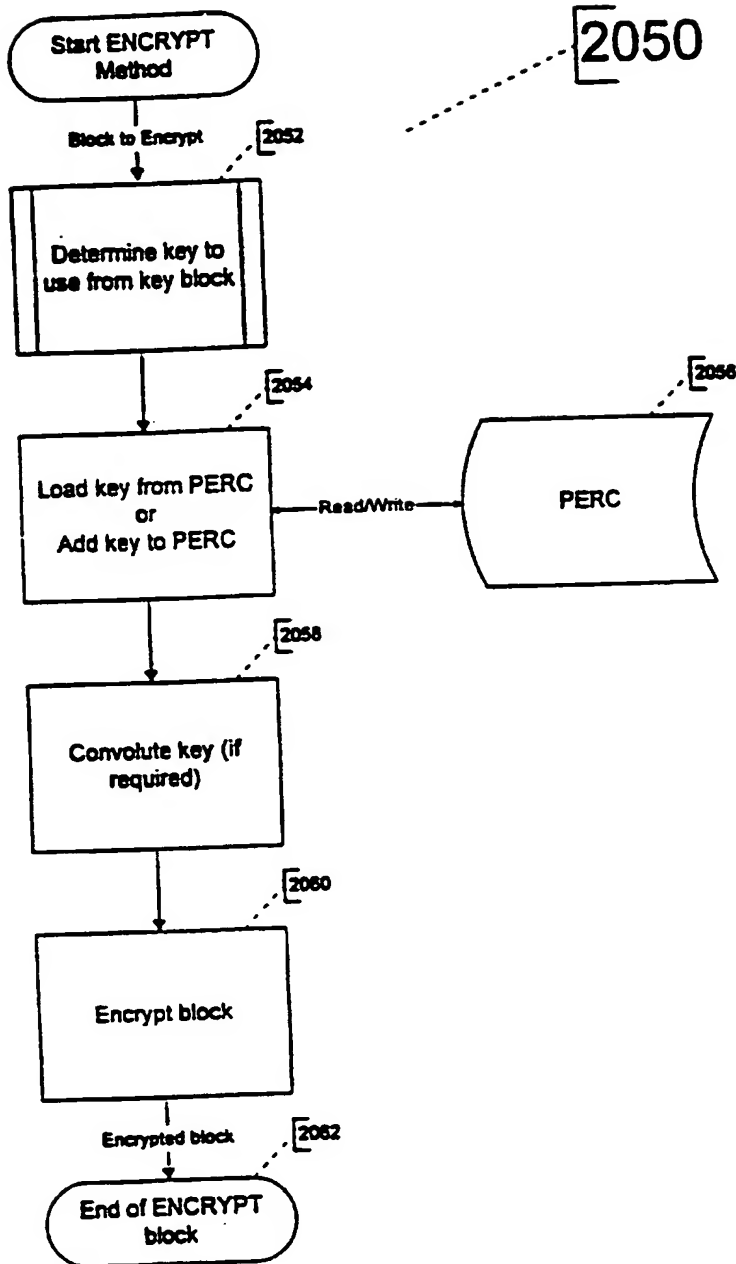 2050
Start ENCRYPT
Method
Block to Encrypt
2052
Determine key to
use from key block
2054
Load key from PERC
or
Add key to PERC
Read/Write
2056
PERC
2058
Convolute key (if
required)
2060
Encrypt block
Encrypted block
2062
End of ENCRYPT
block